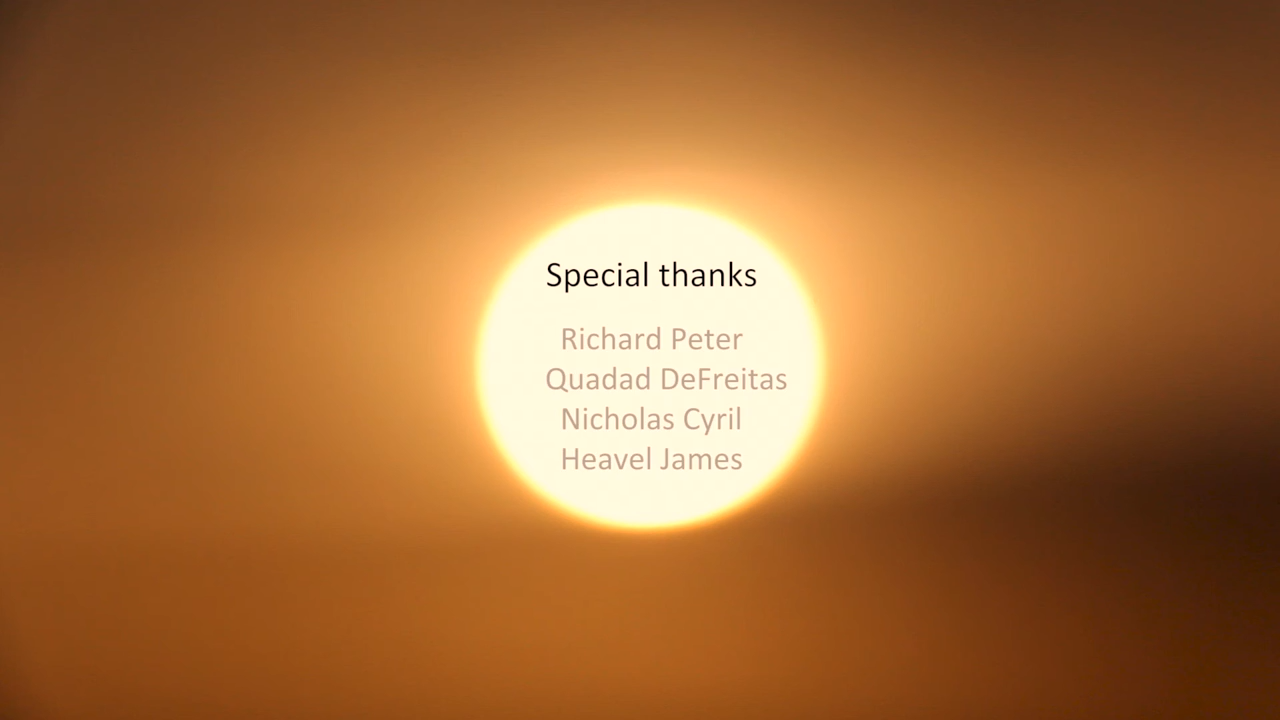 Special thanks
Richard Peter
Quadad DeFreitas
Nicholas Cyril
Heavel James